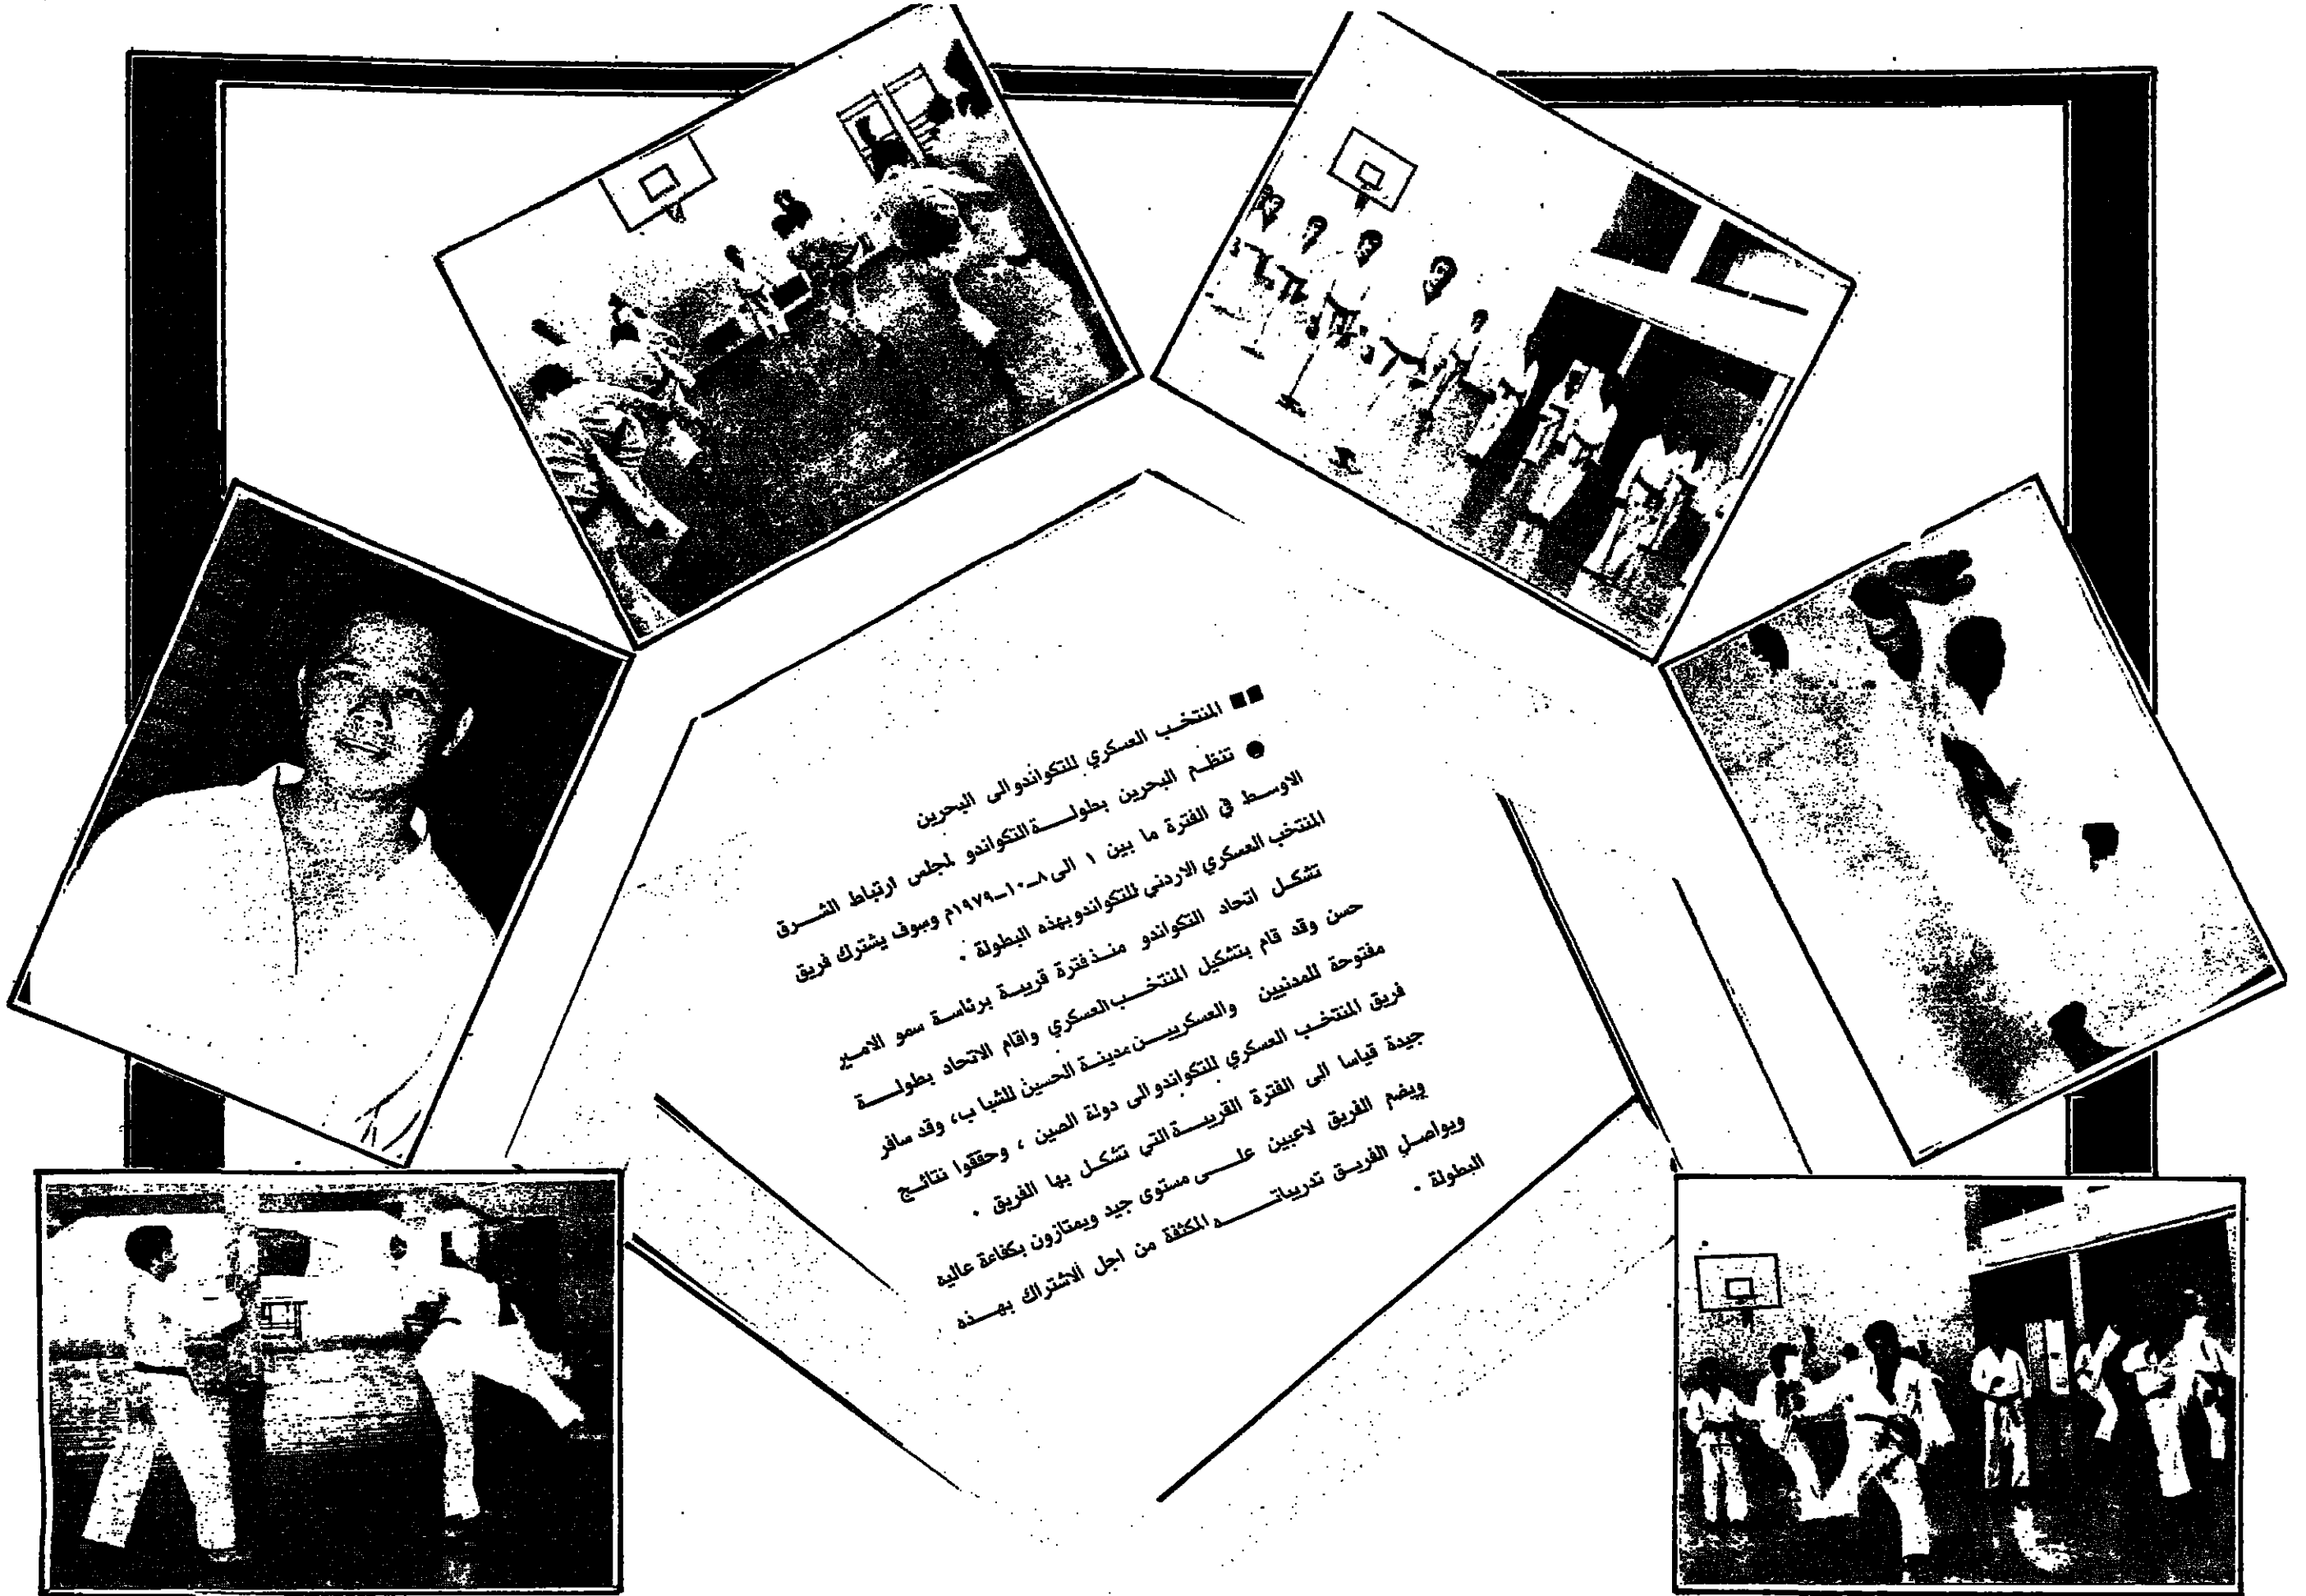 ■■ المنتخب العسكري للتكواندو الى البحرين
● تنظم البحرين بطولة التكواندو لمجلس ارتباط الشرق
الاوسط في الفترة ما بين ١ الى ٨-١٠-١٩٧٩م وسوف يشترك فريق
المنتخب العسكري الاردني للتكواندو بهذه البطولة .
تشكل اتحاد التكواندو منذ فترة قريبة برئاسة سمو الامير
حسن وقد قام بتشكيل المنتخب العسكري واقام الاتحاد بطولة
مفتوحة للمدنيين والعسكريين مدينة الحسين للشباب، وقد سافر
فريق المنتخب العسكري للتكواندو الى دولة الصين ، وحققوا نتائج
جيدة قياسا الى الفترة القريبة التي تشكل بها الفريق .
ويضم الفريق لاعبين على مستوى جيد ويمتازون بكفاءة عاليه
ويواصل الفريق تدريباته المكثفة من اجل الاشتراك بهذه
البطولة .